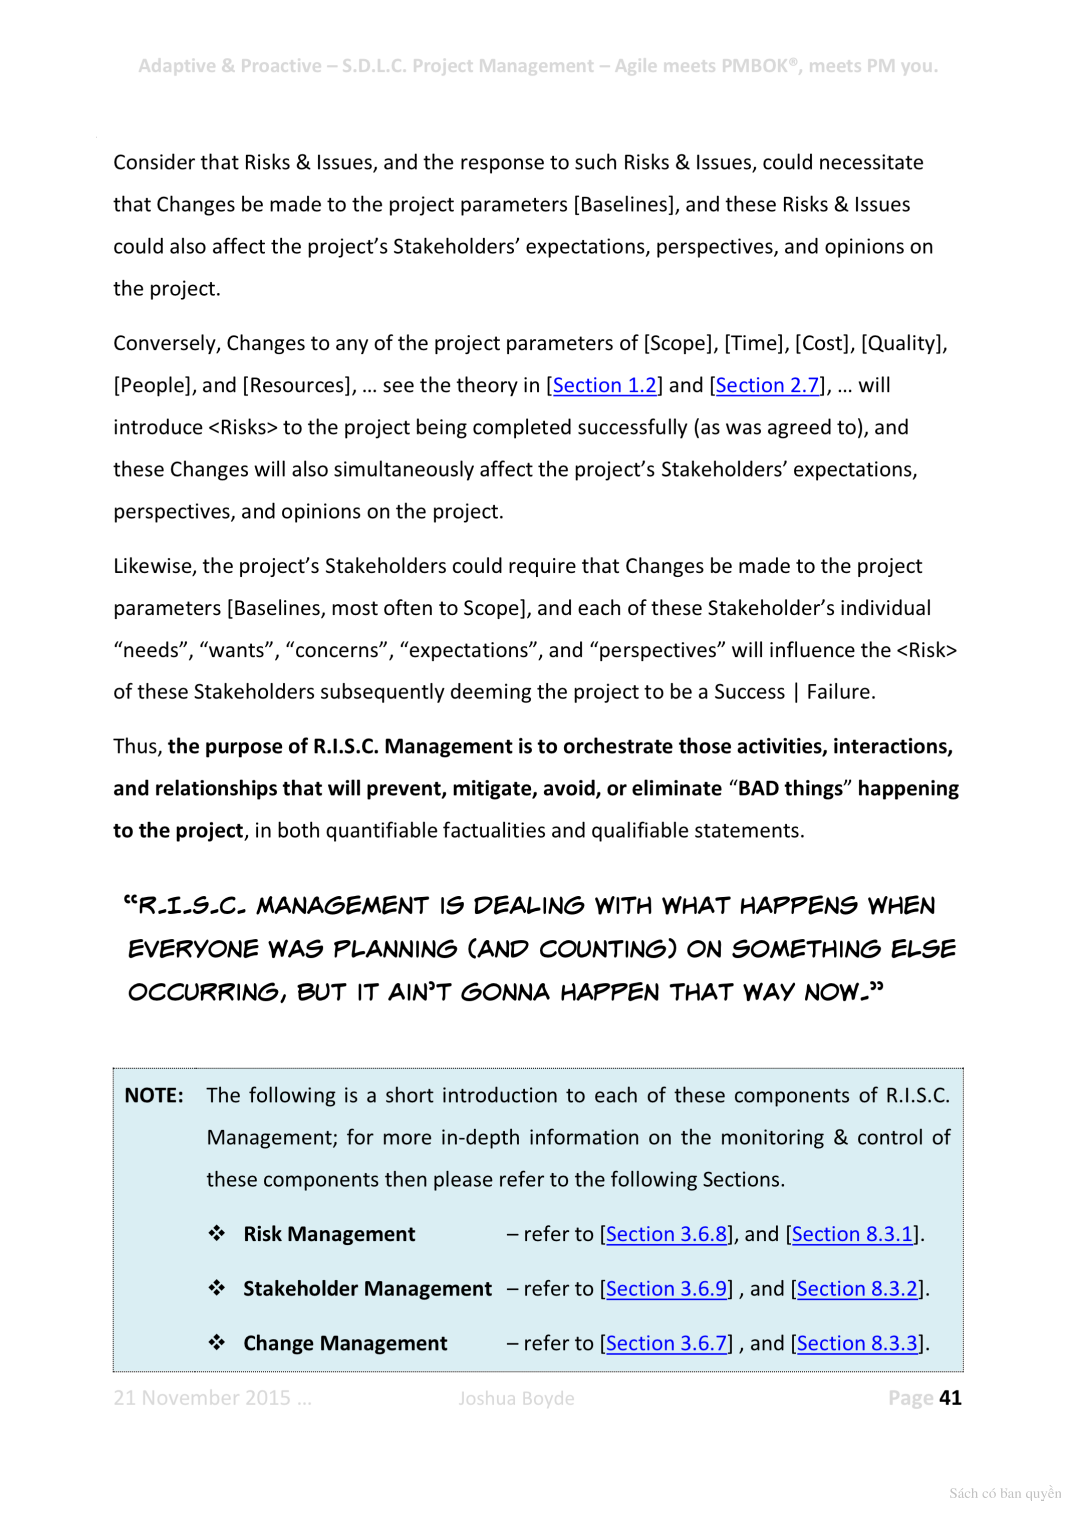 Adaptive & Proactive – S.D.L.C. Project Management – Agile meets PMBOK®, meets PM you.
Consider that Risks & Issues, and the response to such Risks & Issues, could necessitate
that Changes be made to the project parameters [Baselines], and these Risks & Issues
could also affect the project’s Stakeholders’ expectations, perspectives, and opinions on
the project.
Conversely, Changes to any of the project parameters of [Scope], [Time], [Cost], [Quality],
[People], and [Resources], … see the theory in [Section 1.2] and [Section 2.7], … will
introduce <Risks> to the project being completed successfully (as was agreed to), and
these Changes will also simultaneously affect the project’s Stakeholders’ expectations,
perspectives, and opinions on the project.
Likewise, the project’s Stakeholders could require that Changes be made to the project
parameters [Baselines, most often to Scope], and each of these Stakeholder’s individual
“needs”, “wants”, “concerns”, “expectations”, and “perspectives” will influence the <Risk>
of these Stakeholders subsequently deeming the project to be a Success | Failure.
Thus, the purpose of R.I.S.C. Management is to orchestrate those activities, interactions,
and relationships that will prevent, mitigate, avoid, or eliminate “BAD things” happening
to the project, in both quantifiable factualities and qualifiable statements.
“R.I.S.C. MANAGEMENT IS DEALING WITH WHAT HAPPENS WHEN
EVERYONE WAS PLANNING (AND COUNTING) ON SOMETHING ELSE
OCCURRING, BUT IT AIN’T GONNA HAPPEN THAT WAY NOW.”
NOTE: The following is a short introduction to each of these components of R.I.S.C.
Management; for more in-depth information on the monitoring & control of
these components then please refer to the following Sections.
❖ Risk Management – refer to [Section 3.6.8], and [Section 8.3.1].
❖ Stakeholder Management – refer to [Section 3.6.9] , and [Section 8.3.2].
❖ Change Management – refer to [Section 3.6.7] , and [Section 8.3.3].
21 November 2015 … Joshua Boyde Page 41
Sách có bản quyền